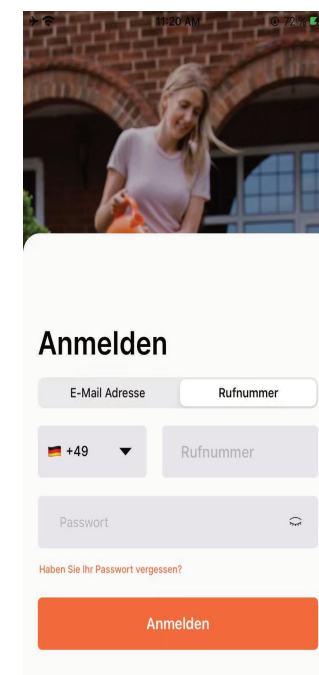 11:20 AM
72 %
Anmelden
E-Mail Adresse
Rufnummer
+49
Rufnummer
Passwort
Haben Sie Ihr Passwort vergessen?
Anmelden